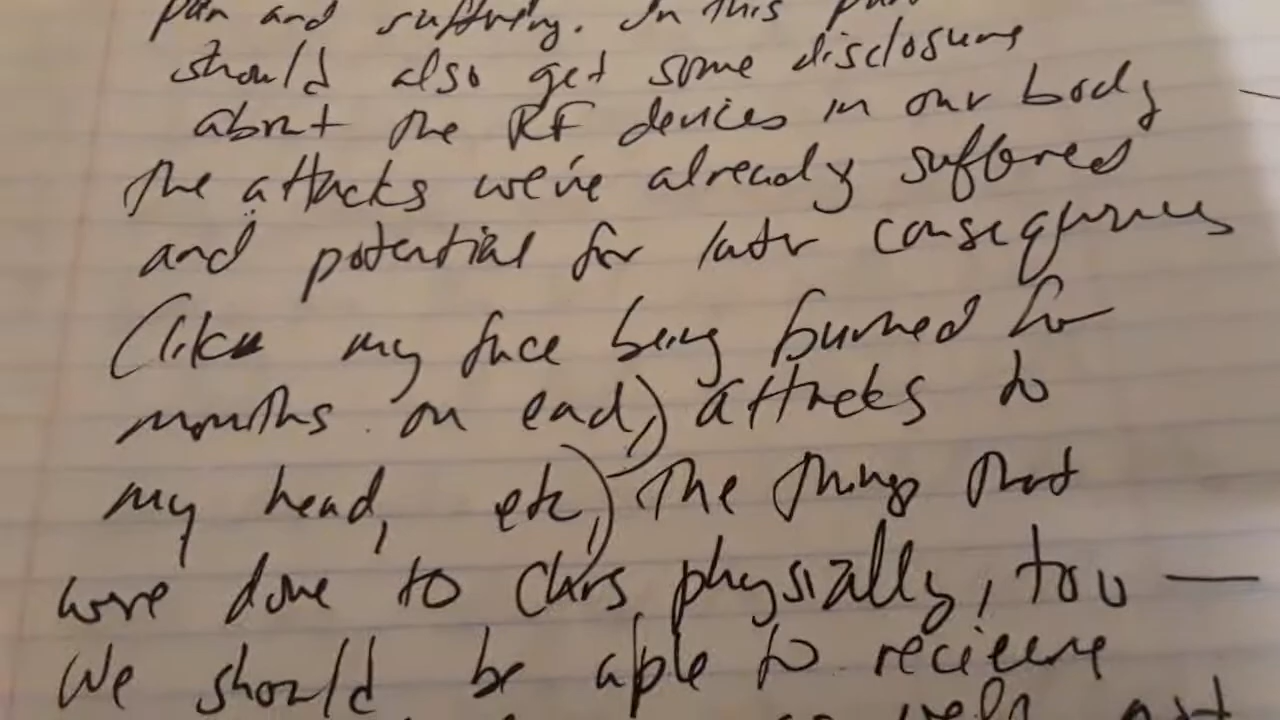 pain and suffering. In this
should also get some disclosure
about the RF devices in our body
the attacks we've already suffered
and potential for later consequences
(like my face being burned for
months on end,) attacks to
my head, etc,) The things that
were done to Chris physically, too —
We should be able to recieve